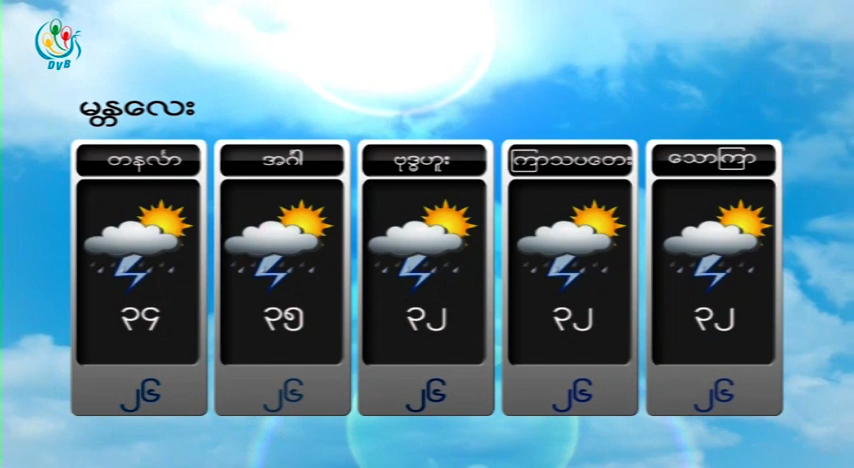 DVB
မန္တလေး
တနင်္လာ အင်္ဂါ ဗုဒ္ဓဟူး ကြာသပတေး သောကြာ
၃၄ ၃၅ ၃၂ ၃၂ ၃၂
၂၆ ၂၆ ၂၆ ၂၆ ၂၆